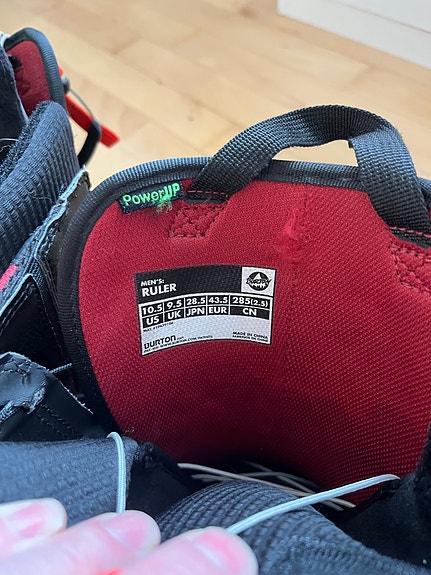 PowerUP
MEN'S:
RULER
10.5 9.5 28.5 43.5 285(2.5)
US UK JPN EUR CN
BURTON
MADE IN CHINA